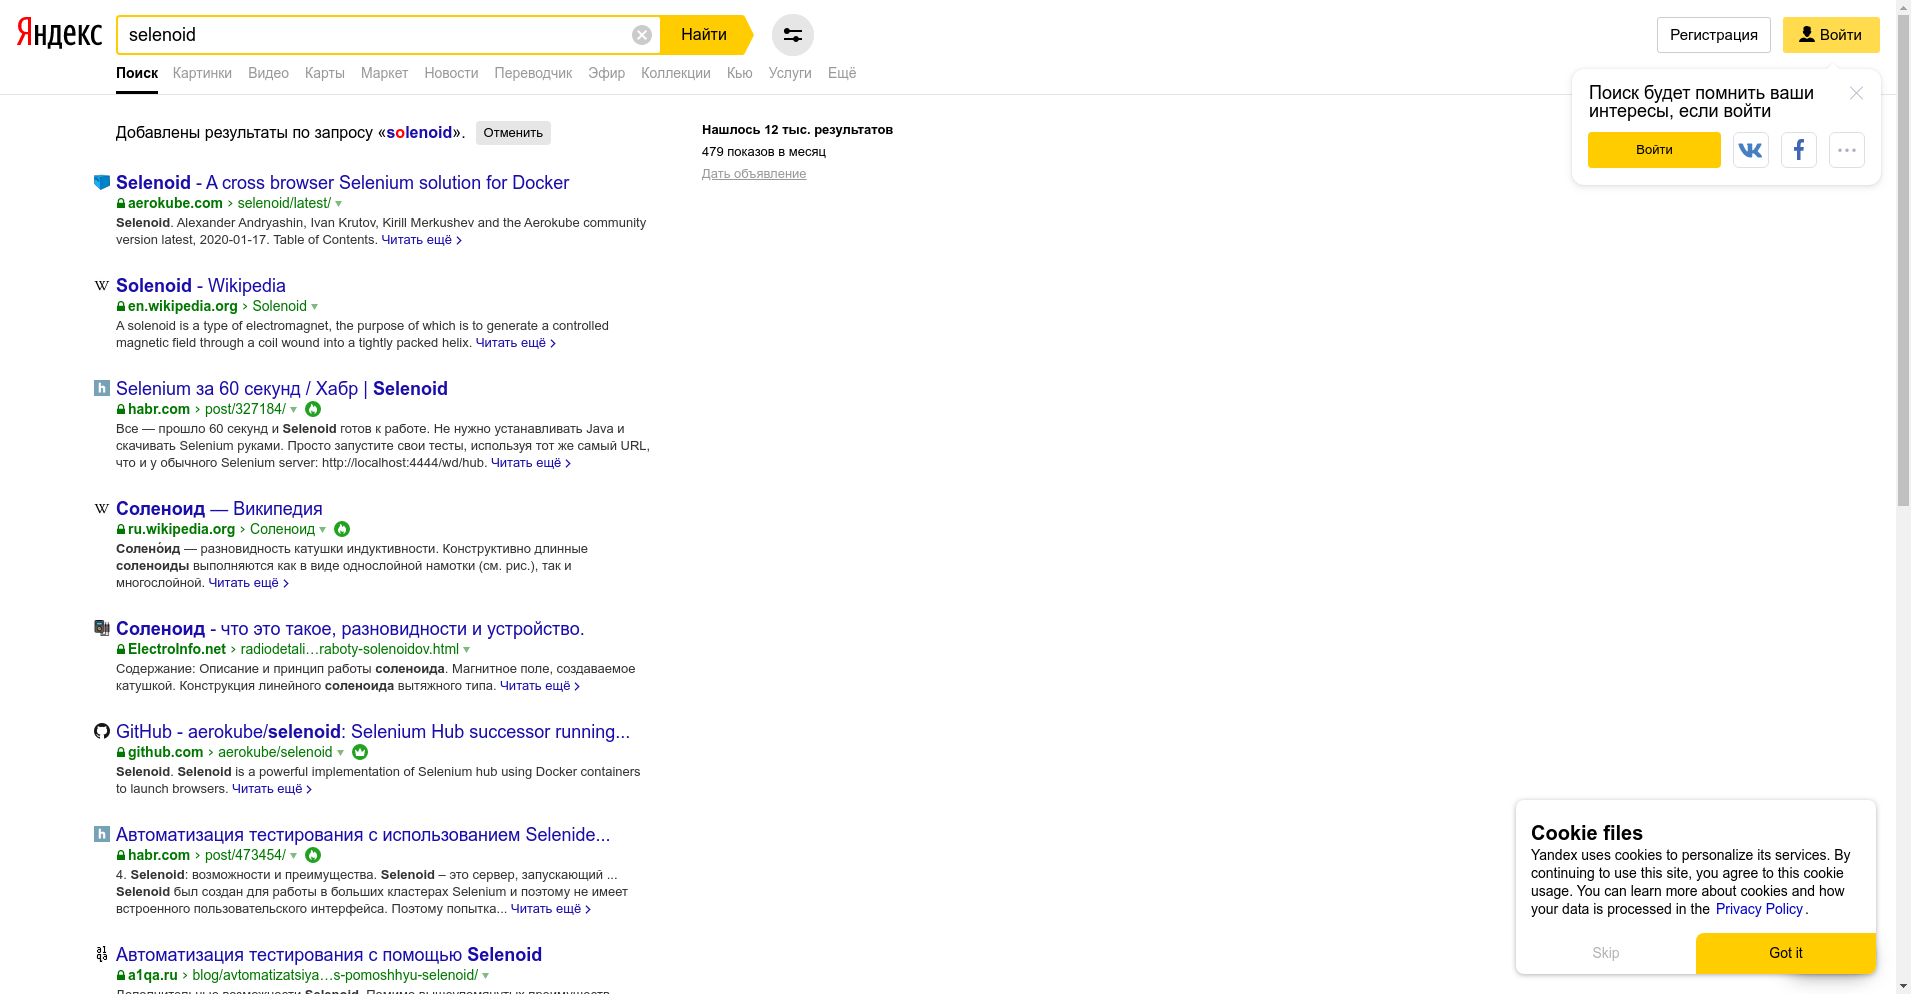 Яндекс
selenoid
Найти
Регистрация
Войти
Поиск Картинки Видео Карты Маркет Новости Переводчик Эфир Коллекции Кью Услуги Ещё
Поиск будет помнить ваши
интересы, если войти
Войти
Добавлены результаты по запросу «solenoid». Отменить
Нашлось 12 тыс. результатов
479 показов в месяц
Дать объявление
Selenoid - A cross browser Selenium solution for Docker
aerokube.com › selenoid/latest/
Selenoid. Alexander Andryashin, Ivan Krutov, Kirill Merkushev and the Aerokube community
version latest, 2020-01-17. Table of Contents. Читать ещё ›
W Solenoid - Wikipedia
en.wikipedia.org › Solenoid
A solenoid is a type of electromagnet, the purpose of which is to generate a controlled
magnetic field through a coil wound into a tightly packed helix. Читать ещё ›
h Selenium за 60 секунд / Хабр | Selenoid
habr.com › post/327184/
Все — прошло 60 секунд и Selenoid готов к работе. Не нужно устанавливать Java и
скачивать Selenium руками. Просто запустите свои тесты, используя тот же самый URL,
что и у обычного Selenium server: http://localhost:4444/wd/hub. Читать ещё ›
W Соленоид — Википедия
ru.wikipedia.org › Соленоид
Солено́ид — разновидность катушки индуктивности. Конструктивно длинные
соленоиды выполняются как в виде однослойной намотки (см. рис.), так и
многослойной. Читать ещё ›
Соленоид - что это такое, разновидности и устройство.
ElectroInfo.net › radiodetali…raboty-solenoidov.html
Содержание: Описание и принцип работы соленоида. Магнитное поле, создаваемое
катушкой. Конструкция линейного соленоида вытяжного типа. Читать ещё ›
GitHub - aerokube/selenoid: Selenium Hub successor running...
github.com › aerokube/selenoid
Selenoid. Selenoid is a powerful implementation of Selenium hub using Docker containers
to launch browsers. Читать ещё ›
h Автоматизация тестирования с использованием Selenide...
habr.com › post/473454/
4. Selenoid: возможности и преимущества. Selenoid – это сервер, запускающий ...
Selenoid был создан для работы в больших кластерах Selenium и поэтому не имеет
встроенного пользовательского интерфейса. Поэтому попытка... Читать ещё ›
a1
qa
Автоматизация тестирования с помощью Selenoid
a1qa.ru › blog/avtomatizatsiya…s-pomoshhyu-selenoid/
Дополнительные возможности Selenoid. Помимо вышеупомянутых преимуществ
Cookie files
Yandex uses cookies to personalize its services. By
continuing to use this site, you agree to this cookie
usage. You can learn more about cookies and how
your data is processed in the Privacy Policy.
Skip
Got it